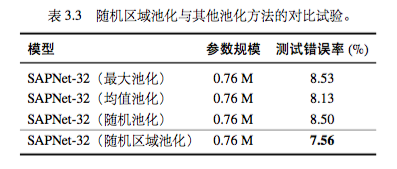 表 3.3 随机区域池化与其他池化方法的对比试验。
模型 参数规模 测试错误率 (%)
SAPNet-32（最大池化） 0.76 M 8.53
SAPNet-32（均值池化） 0.76 M 8.13
SAPNet-32（随机池化） 0.76 M 8.50
SAPNet-32（随机区域池化） 0.76 M 7.56